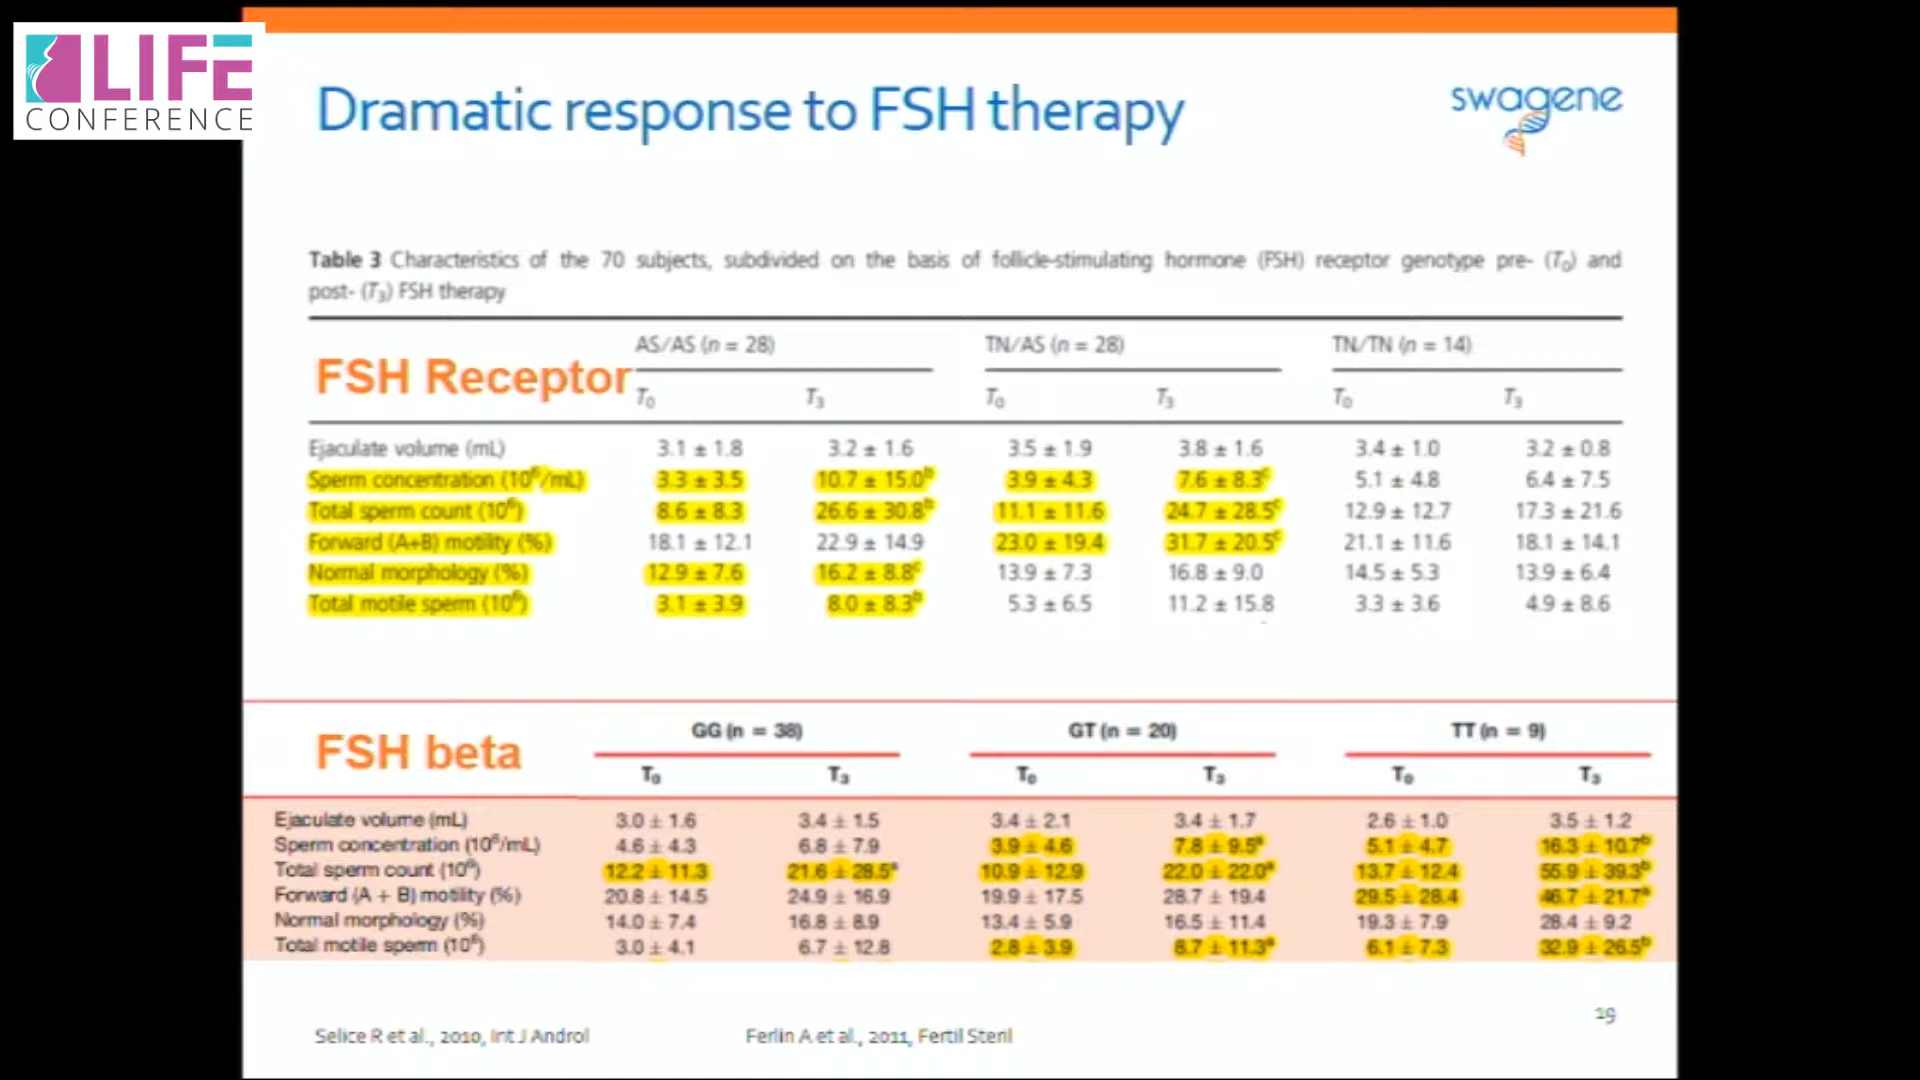 LIFE
CONFERENCE
Dramatic response to FSH therapy
swagene
Table 3 Characteristics of the 70 subjects, subdivided on the basis of follicle-stimulating hormone (FSH) receptor genotype pre- (T0) and
post- (T3) FSH therapy
FSH Receptor
AS/AS (n = 28) TN/AS (n = 28) TN/TN (n = 14)
T0 T3 T0 T3 T0 T3
Ejaculate volume (mL) 3.1 ± 1.8 3.2 ± 1.6 3.5 ± 1.9 3.8 ± 1.6 3.4 ± 1.0 3.2 ± 0.8
Sperm concentration (10⁶/mL) 3.3 ± 3.5 10.7 ± 15.0ᵇ 3.9 ± 4.3 7.6 ± 8.3ᶜ 5.1 ± 4.8 6.4 ± 7.5
Total sperm count (10⁶) 8.6 ± 8.3 26.6 ± 30.8ᵇ 11.1 ± 11.6 24.7 ± 28.5ᶜ 12.9 ± 12.7 17.3 ± 21.6
Forward (A+B) motility (%) 18.1 ± 12.1 22.9 ± 14.9 23.0 ± 19.4 31.7 ± 20.5ᶜ 21.1 ± 11.6 18.1 ± 14.1
Normal morphology (%) 12.9 ± 7.6 16.2 ± 8.8ᶜ 13.9 ± 7.3 16.8 ± 9.0 14.5 ± 5.3 13.9 ± 6.4
Total motile sperm (10⁶) 3.1 ± 3.9 8.0 ± 8.3ᵇ 5.3 ± 6.5 11.2 ± 15.8 3.3 ± 3.6 4.9 ± 8.6
FSH beta
GG (n = 38) GT (n = 20) TT (n = 9)
T0 T3 T0 T3 T0 T3
Ejaculate volume (mL) 3.0 ± 1.6 3.4 ± 1.5 3.4 ± 2.1 3.4 ± 1.7 2.6 ± 1.0 3.5 ± 1.2
Sperm concentration (10⁶/mL) 4.6 ± 4.3 6.8 ± 7.9 3.9 ± 4.6 7.8 ± 9.5ᵃ 5.1 ± 4.7 16.3 ± 10.7ᵇ
Total sperm count (10⁶) 12.2 ± 11.3 21.6 ± 28.5ᵃ 10.9 ± 12.9 22.0 ± 22.0ᵃ 13.7 ± 12.4 55.9 ± 39.3ᵇ
Forward (A + B) motility (%) 20.8 ± 14.5 24.9 ± 16.9 19.9 ± 17.5 28.7 ± 19.4 29.5 ± 28.4 46.7 ± 21.7ᵃ
Normal morphology (%) 14.0 ± 7.4 16.8 ± 8.9 13.4 ± 5.9 16.5 ± 11.4 19.3 ± 7.9 28.4 ± 9.2
Total motile sperm (10⁶) 3.0 ± 4.1 6.7 ± 12.8 2.8 ± 3.9 8.7 ± 11.3ᵃ 6.1 ± 7.3 32.9 ± 26.5ᵇ
19
Selice R et al., 2010, Int J Androl Ferlin A et al., 2011, Fertil Steril